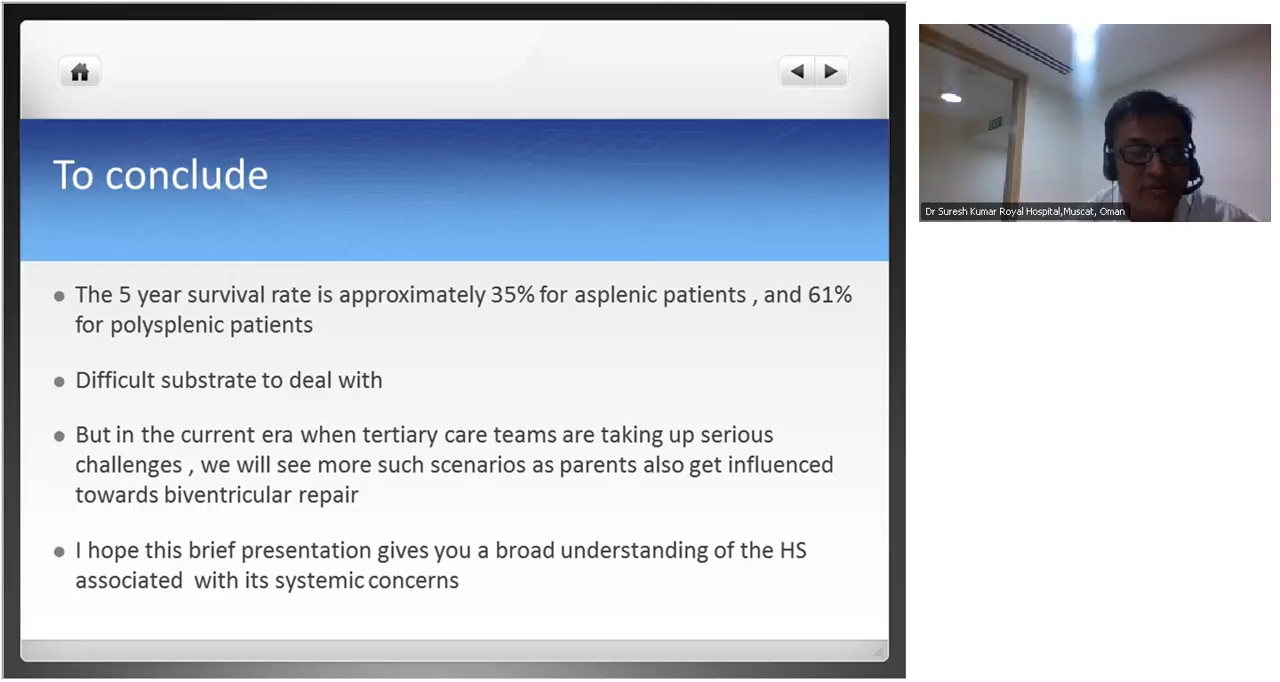 To conclude
The 5 year survival rate is approximately 35% for asplenic patients , and 61%
for polysplenic patients
Difficult substrate to deal with
But in the current era when tertiary care teams are taking up serious
challenges , we will see more such scenarios as parents also get influenced
towards biventricular repair
I hope this brief presentation gives you a broad understanding of the HS
associated with its systemic concerns
EXIT
Dr Suresh Kumar Royal Hospital,Muscat, Oman